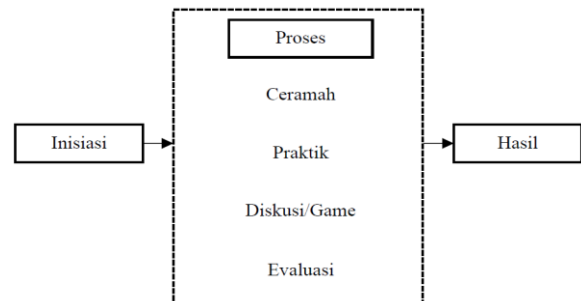 Proses
Ceramah
Inisiasi
Praktik
Hasil
Diskusi/Game
Evaluasi